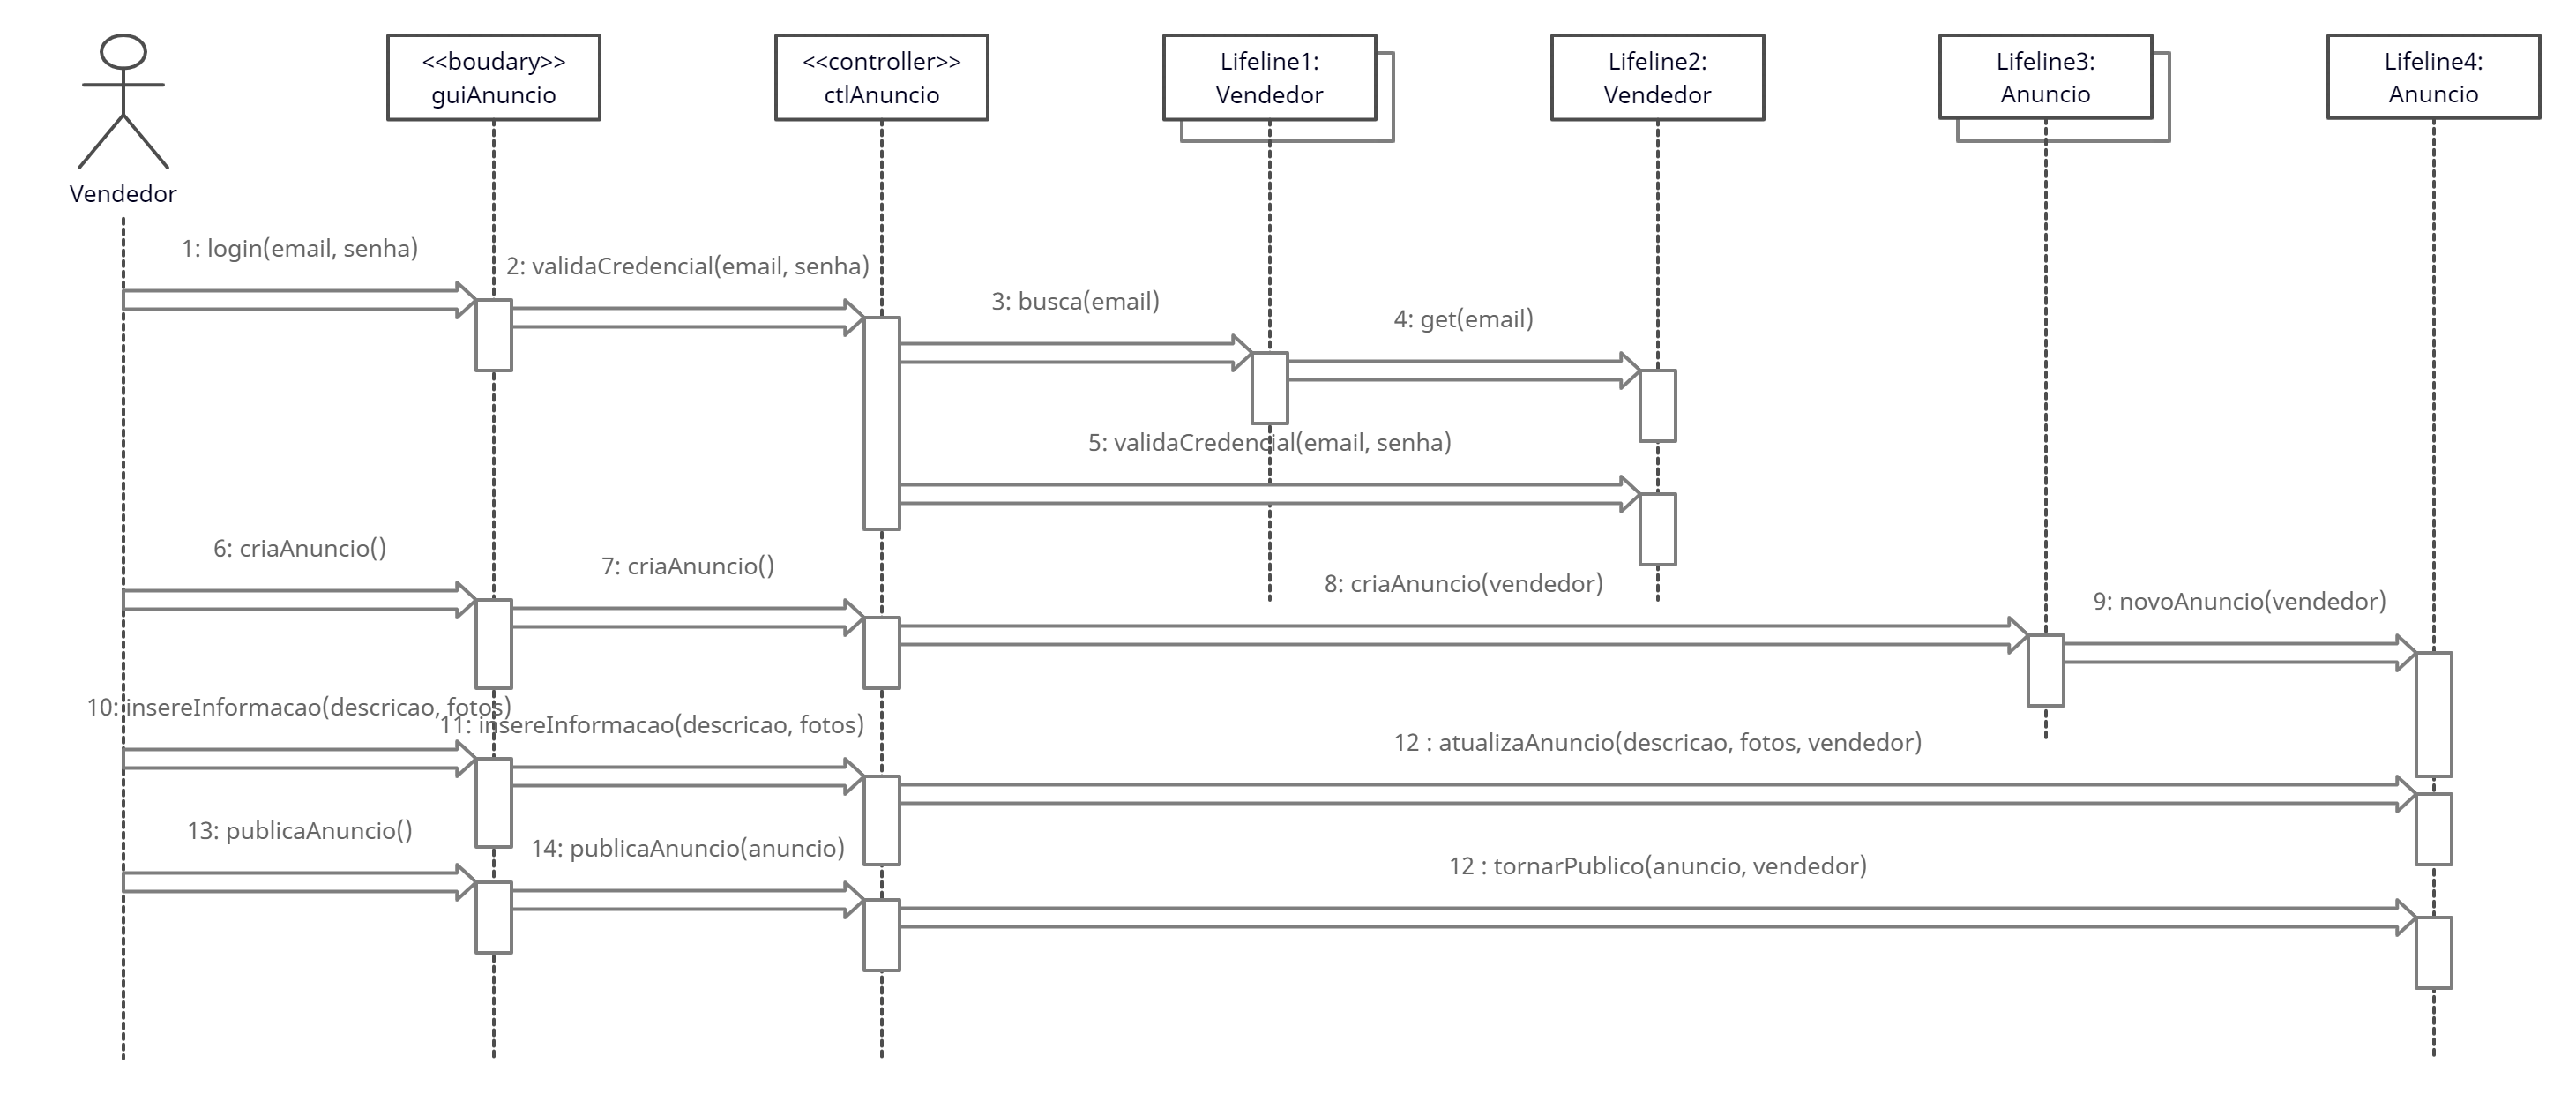 <<boudary>>
guiAnuncio
<<controller>>
ctlAnuncio
Lifeline1:
Vendedor
Lifeline2:
Vendedor
Lifeline3:
Anuncio
Lifeline4:
Anuncio
Vendedor
1: login(email, senha)
2: validaCredencial(email, senha)
3: busca(email)
4: get(email)
5: validaCredencial(email, senha)
6: criaAnuncio()
7: criaAnuncio()
8: criaAnuncio(vendedor)
9: novoAnuncio(vendedor)
10: insereInformacao(descricao, fotos)
11: insereInformacao(descricao, fotos)
12 : atualizaAnuncio(descricao, fotos, vendedor)
13: publicaAnuncio()
14: publicaAnuncio(anuncio)
12 : tornarPublico(anuncio, vendedor)